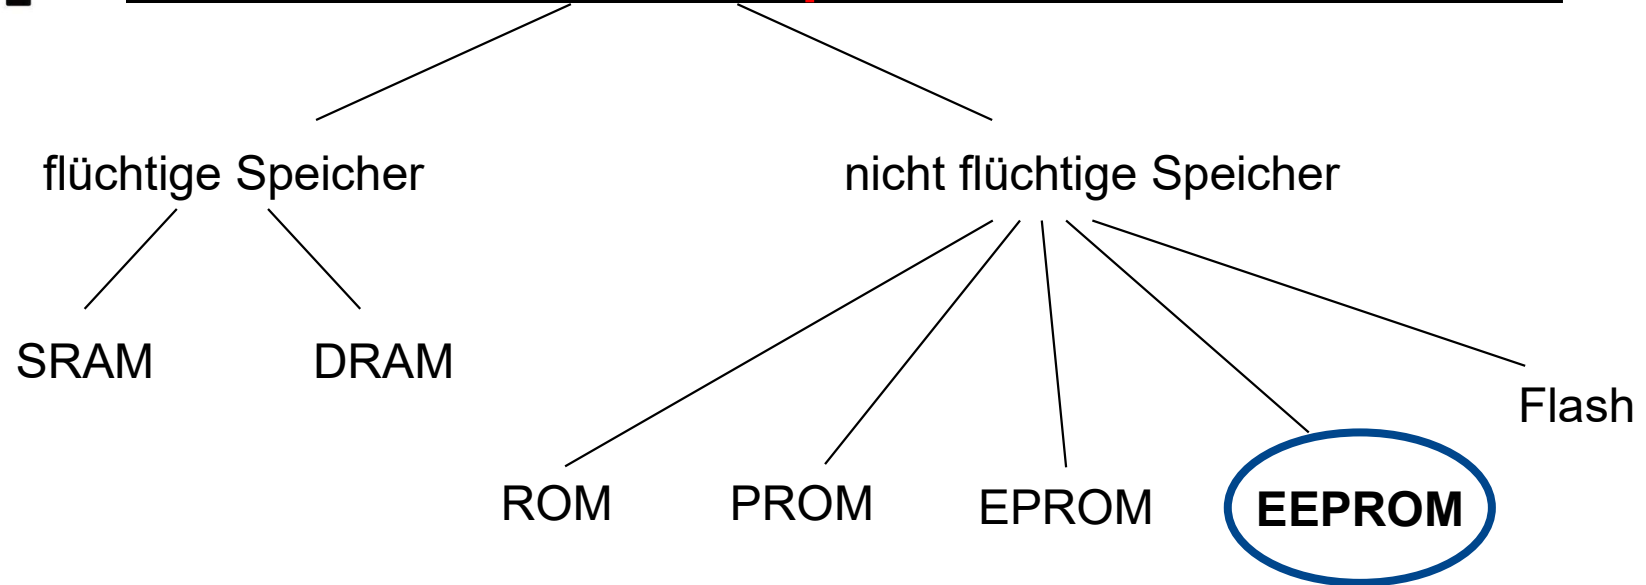 flüchtige Speicher
nicht flüchtige Speicher
SRAM
DRAM
Flash
ROM
PROM
EPROM
EEPROM